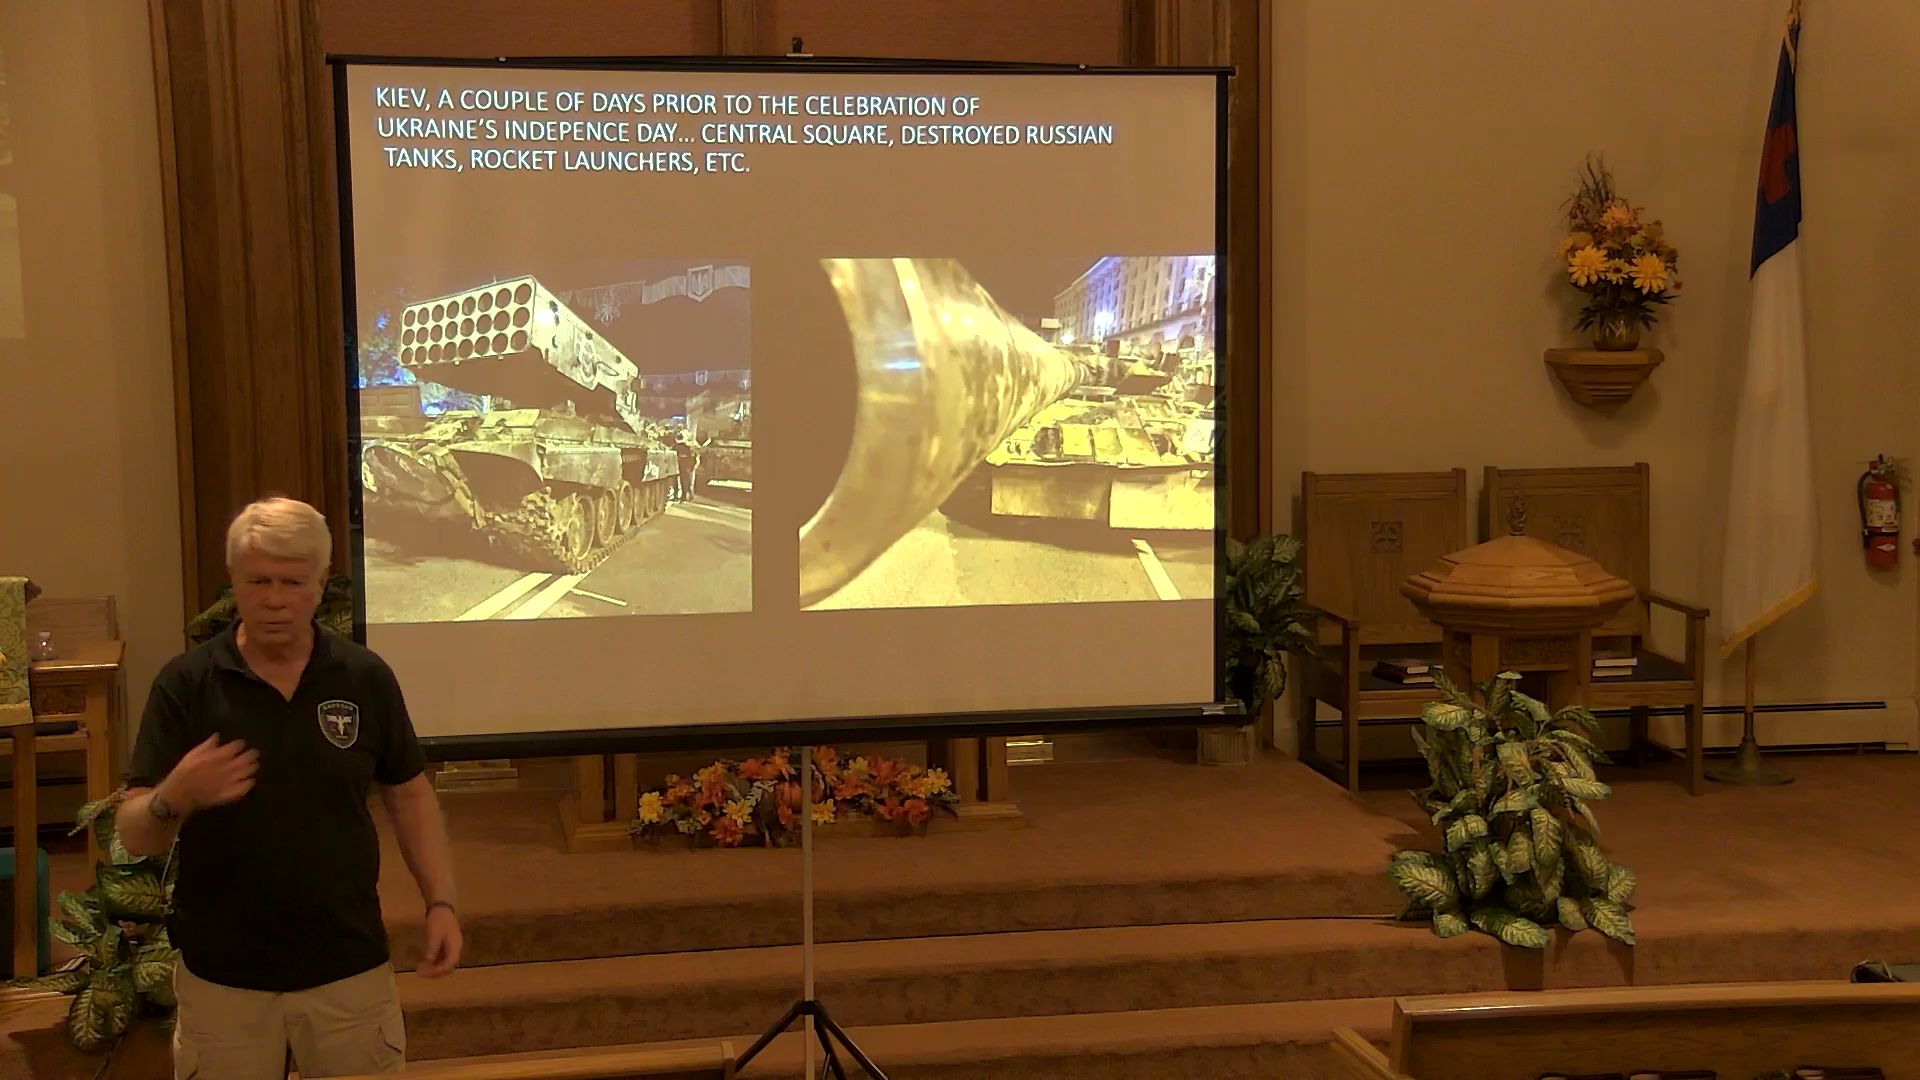 KIEV, A COUPLE OF DAYS PRIOR TO THE CELEBRATION OF
UKRAINE'S INDEPENCE DAY... CENTRAL SQUARE, DESTROYED RUSSIAN
TANKS, ROCKET LAUNCHERS, ETC.